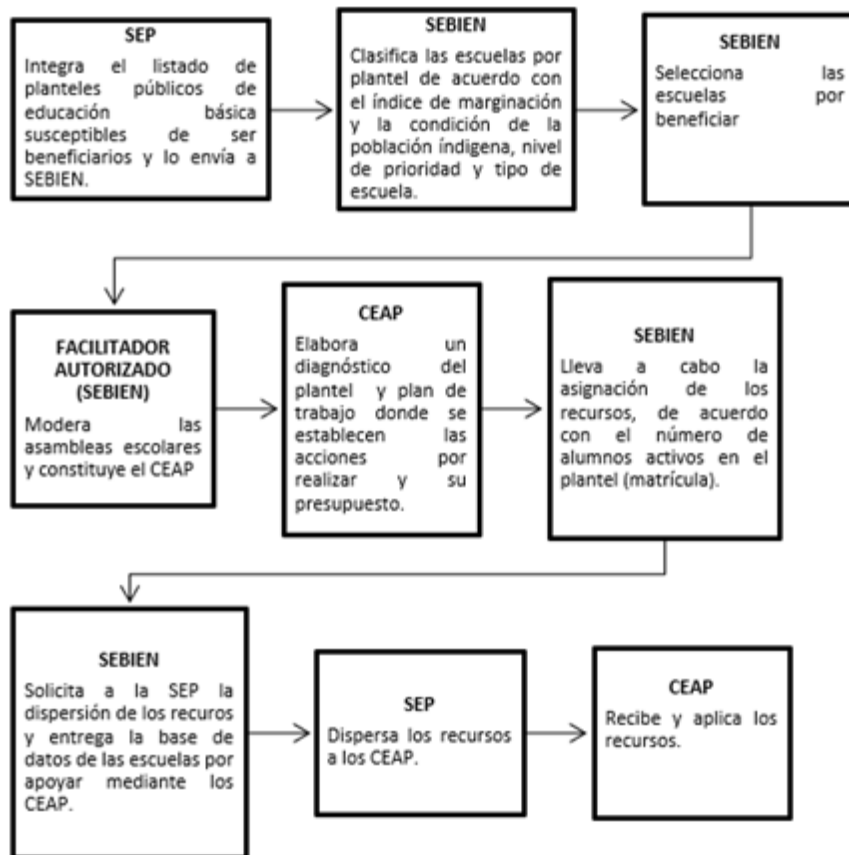 SEP
Integra el listado de
planteles públicos de
educación básica
susceptibles de ser
beneficiarios y lo envía a
SEBIEN.
SEBIEN
Clasifica las escuelas por
plantel de acuerdo con
el índice de marginación
y la condición de la
población índigena, nivel
de prioridad y tipo de
escuela.
SEBIEN
Selecciona las
escuelas por
beneficiar
FACILITADOR
AUTORIZADO
(SEBIEN)
Modera las
asambleas escolares
y constituye el CEAP
CEAP
Elabora un
diagnóstico del
plantel y plan de
trabajo donde se
establecen las
acciones por
realizar y su
presupuesto.
SEBIEN
Lleva a cabo la
asignación de los
recursos, de acuerdo
con el número de
alumnos activos en el
plantel (matrícula).
SEBIEN
Solicita a la SEP la
dispersión de los recuros
y entrega la base de
datos de las escuelas por
apoyar mediante los
CEAP.
SEP
Dispersa los recursos
a los CEAP.
CEAP
Recibe y aplica los
recursos.